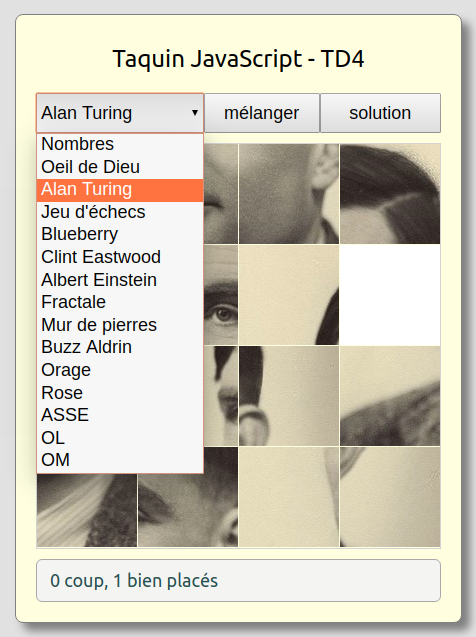 Taquin JavaScript - TD4
Alan Turing mélanger solution
Nombres
Oeil de Dieu
Alan Turing
Jeu d'échecs
Blueberry
Clint Eastwood
Albert Einstein
Fractale
Mur de pierres
Buzz Aldrin
Orage
Rose
ASSE
OL
OM
0 coup, 1 bien placés